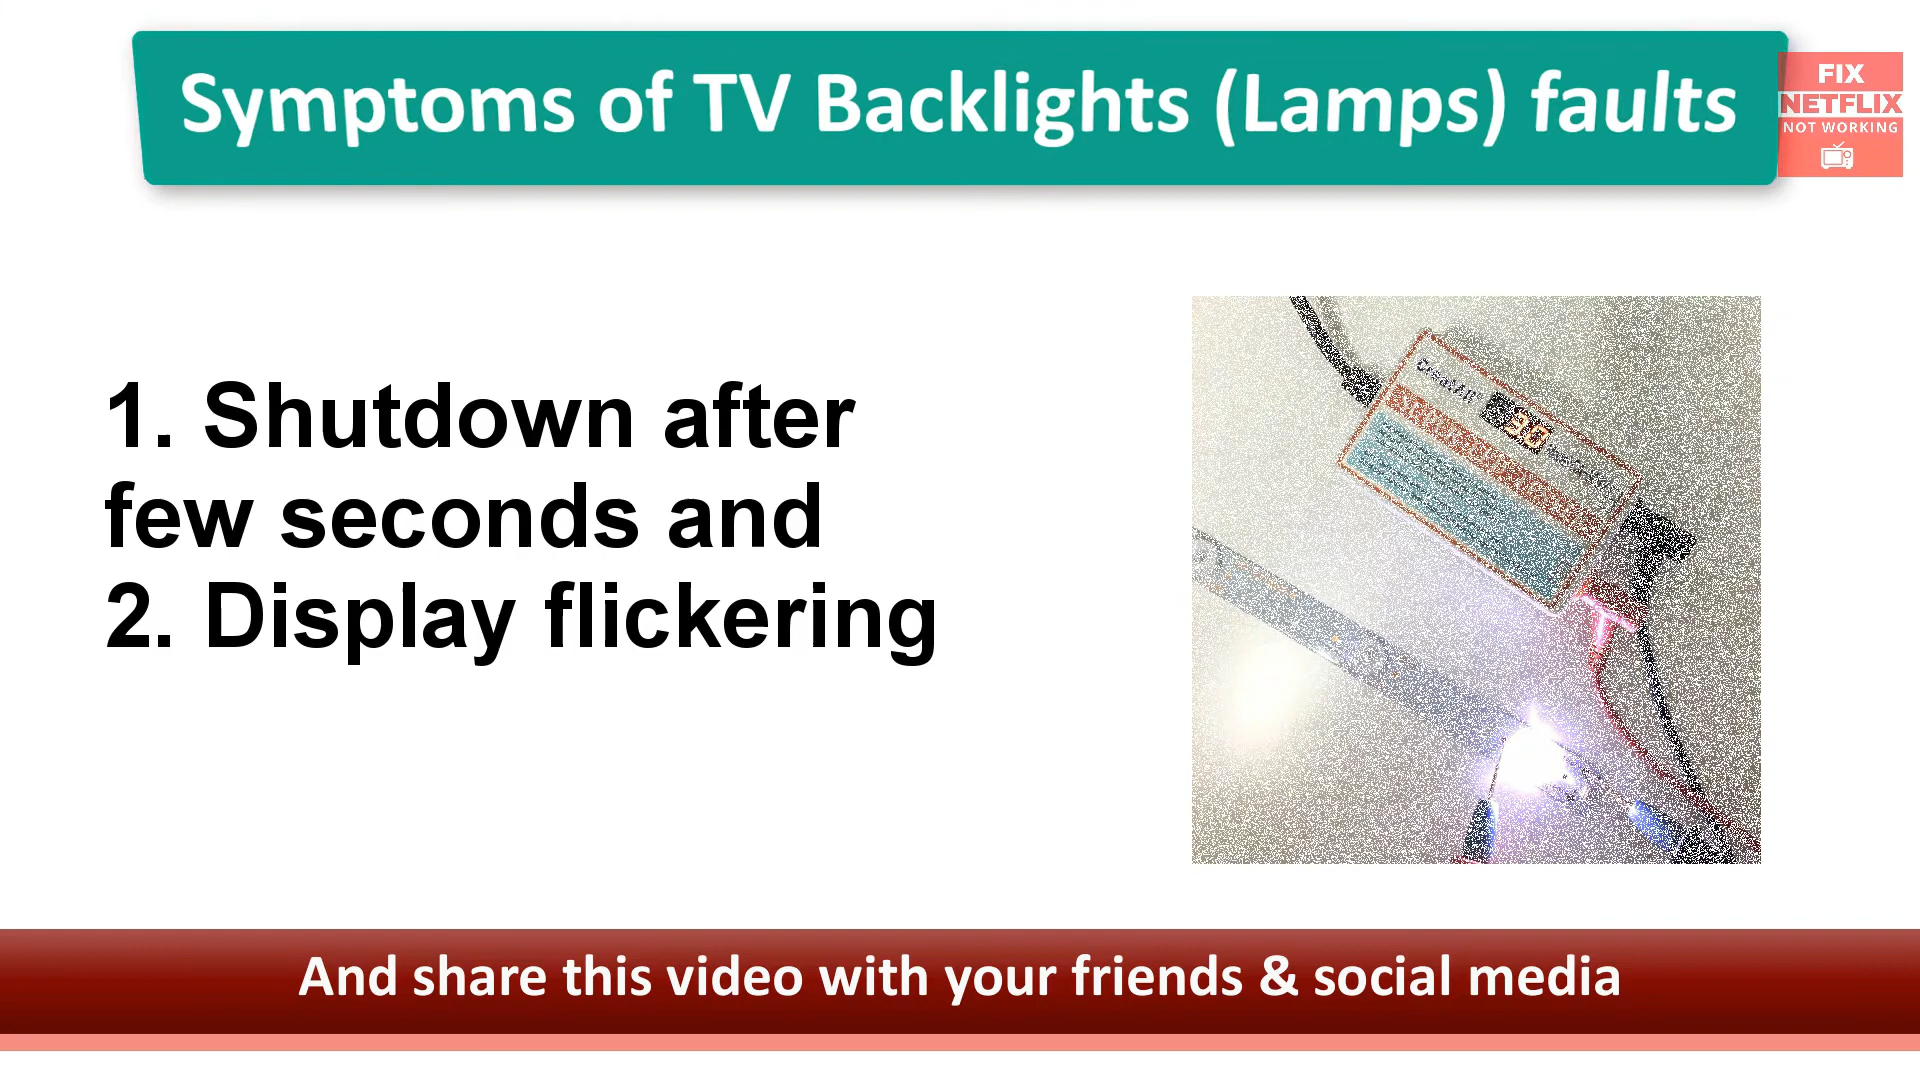 Symptoms of TV Backlights (Lamps) faults
FIX
NETFLIX
NOT WORKING
1. Shutdown after
few seconds and
2. Display flickering
And share this video with your friends & social media